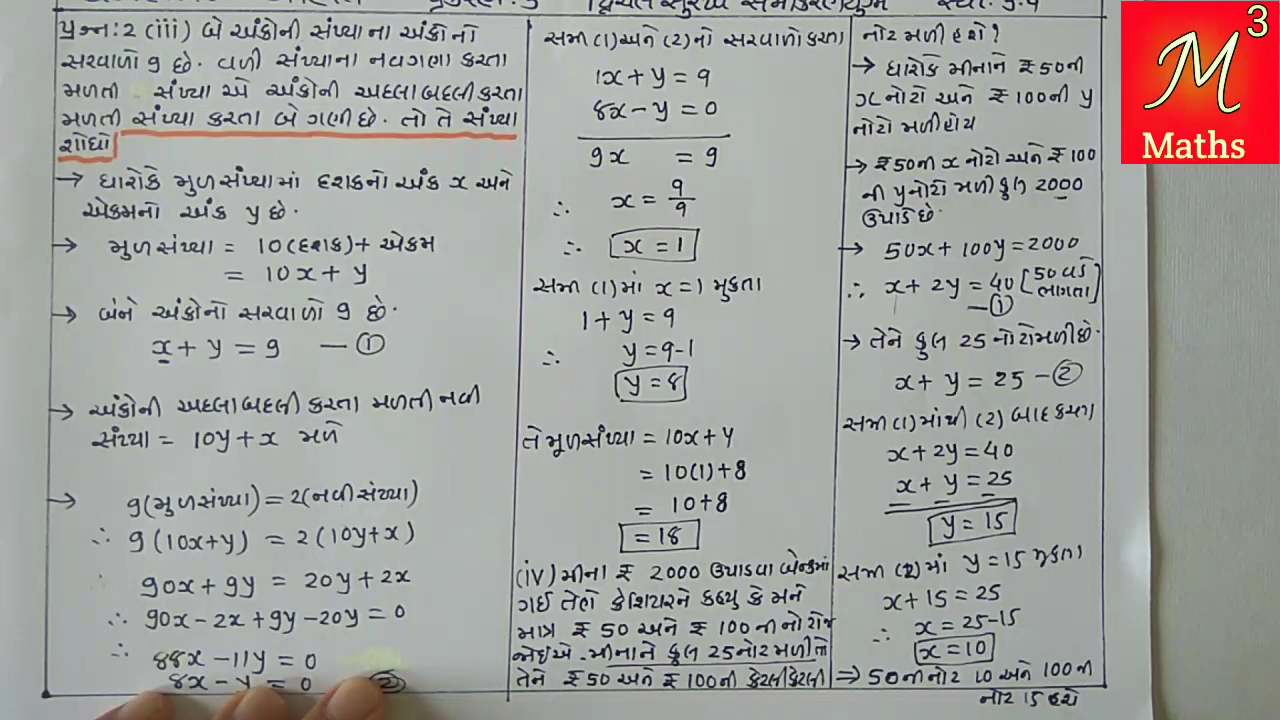 પ્રશ્ન:2 (iii) બે અંકોની સંખ્યાના અંકોનો
સરવાળો 9 છે. વળી સંખ્યાના નવગણા કરતા
મળતી સંખ્યા એ અંકોની અદલાબદલી કરતા
મળતી સંખ્યા કરતા બે ગણી છે. તો તે સંખ્યા
શોધો
→ ધારોકે મુળસંખ્યામાં દશકનો અંક x અને
એકમનો અંક y છે.
→ મુળસંખ્યા = 10(દશક)+ એકમ
= 10x + y
→ બંને અંકોનો સરવાળો 9 છે.
x + y = 9 — ①
→ અંકોની અદલાબદલી કરતા મળતી નવી
સંખ્યા = 10y+x મળે
→ 9(મુળસંખ્યા) = 2(નવી સંખ્યા)
∴ 9(10x+y) = 2(10y+x)
90x+9y = 20y+2x
∴ 90x-2x+9y-20y=0
∴ 88x-11y=0
8x-y=0 ②
સમી (1)અને (2)નો સરવાળો કરતા
1x+y=9
8x-y=0
9x = 9
∴ x = 9/9
∴ x=1
સમી (1)માં x=1 મુકતા
1+y=9
∴ y=9-1
y=8
તે મૂળસંખ્યા = 10x+y
= 10(1)+8
= 10+8
= 18
(iv) મીના ₹ 2000 ઉપાડવા બેન્કમાં
ગઈ તેણે કેશિયરને કહ્યુ કે મને
માત્ર ₹ 50 અને ₹ 100 ની નોટો જ
જોઈએ. મીનાને કુલ 25 નોટ મળી તો
તેને ₹50 અને ₹100ની કેટલી કેટલી
નોટ મળી હશે?
→ ધારોકે મીનાને ₹50ની
x નોટો અને ₹100ની y
નોટો મળી હોય
→ ₹50ની x નોટો અને ₹100
ની y નોટો મળી કુલ 2000
ઉપાડે છે.
→ 50x+100y=2000
∴ x+2y=40 [50 વડે
ભાગતા]
— ①
→ તેને કુલ 25 નોટો મળી છે.
x+y=25 — ②
સમી (1)માંથી (2) બાદ કરતા
x+2y=40
x+y=25
y=15
સમી (2)માં y=15 મુકતા
x+15=25
∴ x=25-15
x=10
⇒ 50ની નોટ 10 અને 100ની
નોટ 15 હશે
M3
Maths